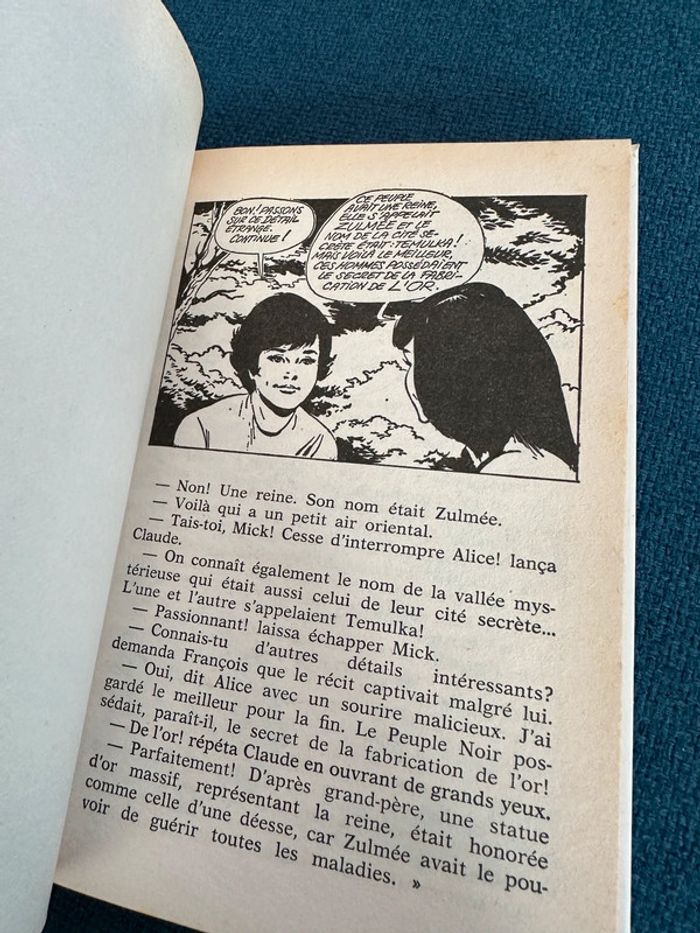 BON! PASSONS
SUR CE DÉTAIL
ÉTRANGE.
CONTINUE!
CE PEUPLE
AVAIT UNE REINE,
ELLE S'APPELAIT
ZULMÉE ET LE
NOM DE LA CITÉ SE-
CRÈTE ÉTAIT: TEMULKA!
MAIS VOILÀ LE MEILLEUR,
CES HOMMES POSSÉDAIENT
LE SECRET DE LA FABRI-
CATION DE L'OR.
— Non! Une reine. Son nom était Zulmée.
— Voilà qui a un petit air oriental.
— Tais-toi, Mick! Cesse d'interrompre Alice! lança
Claude.
— On connaît également le nom de la vallée mys-
térieuse qui était aussi celui de leur cité secrète...
L'une et l'autre s'appelaient Temulka!
— Passionnant! laissa échapper Mick.
— Connais-tu d'autres détails intéressants?
demanda François que le récit captivait malgré lui.
— Oui, dit Alice avec un sourire malicieux. J'ai
gardé le meilleur pour la fin. Le Peuple Noir pos-
sédait, paraît-il, le secret de la fabrication de l'or!
— De l'or! répéta Claude en ouvrant de grands yeux.
— Parfaitement! D'après grand-père, une statue
d'or massif, représentant la reine, était honorée
comme celle d'une déesse, car Zulmée avait le pou-
voir de guérir toutes les maladies. »